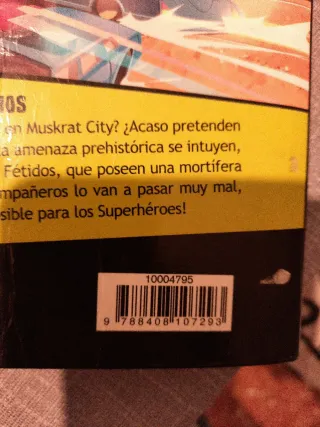 en Muskrat City? ¿Acaso pretenden
a amenaza prehistórica se intuyen,
Fétidos, que poseen una mortífera
mpañeros lo van a pasar muy mal,
sible para los Superhéroes!
10004795
9 788408 107293